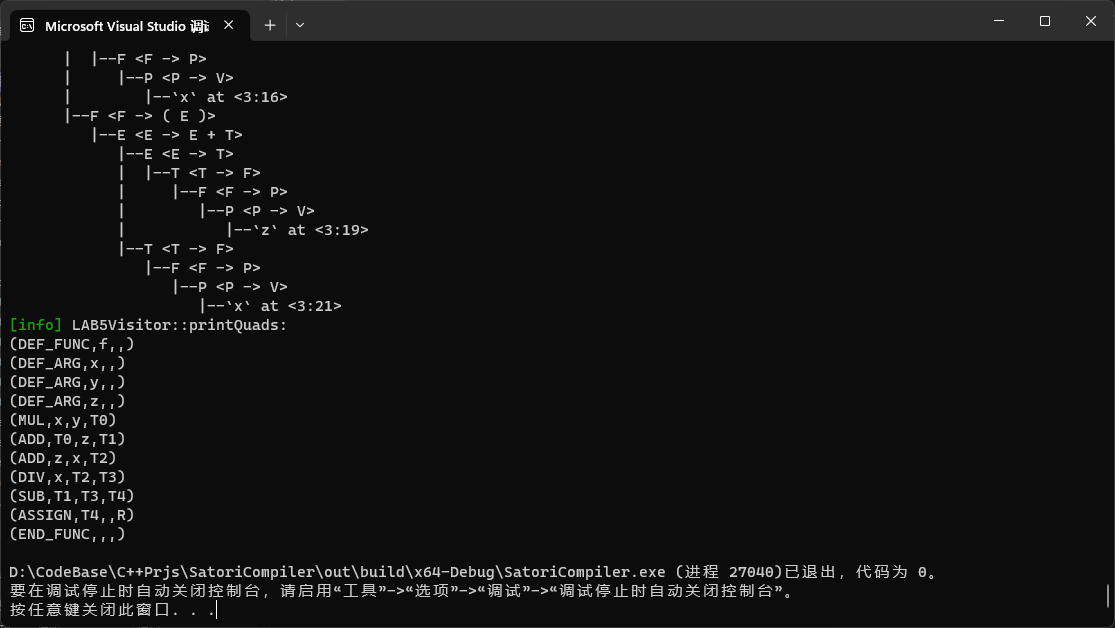 Microsoft Visual Studio 调试
|  |--F <F -> P>
|     |--P <P -> V>
|        |--`x` at <3:16>
|--F <F -> ( E )>
|--E <E -> E + T>
|--E <E -> T>
|  |--T <T -> F>
|     |--F <F -> P>
|        |--P <P -> V>
|           |--`z` at <3:19>
|--T <T -> F>
|--F <F -> P>
|--P <P -> V>
|--`x` at <3:21>
[info] LAB5Visitor::printQuads:
(DEF_FUNC,f,,)
(DEF_ARG,x,,)
(DEF_ARG,y,,)
(DEF_ARG,z,,)
(MUL,x,y,T0)
(ADD,T0,z,T1)
(ADD,z,x,T2)
(DIV,x,T2,T3)
(SUB,T1,T3,T4)
(ASSIGN,T4,,R)
(END_FUNC,,,)
D:\CodeBase\C++Prjs\SatoriCompiler\out\build\x64-Debug\SatoriCompiler.exe (进程 27040)已退出，代码为 0。
要在调试停止时自动关闭控制台，请启用“工具”->“选项”->“调试”->“调试停止时自动关闭控制台”。
按任意键关闭此窗口. . .